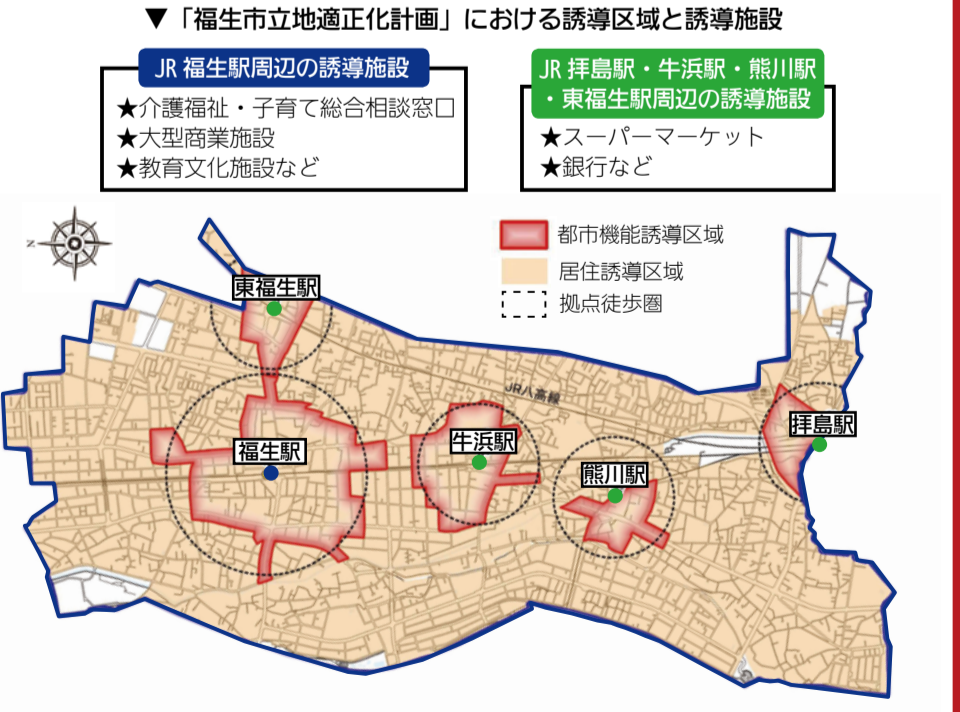 ▼「福生市立地適正化計画」における誘導区域と誘導施設
JR 福生駅周辺の誘導施設
★介護福祉・子育て総合相談窓口
★大型商業施設
★教育文化施設など
JR 拝島駅・牛浜駅・熊川駅
・東福生駅周辺の誘導施設
★スーパーマーケット
★銀行など
N
都市機能誘導区域
居住誘導区域
拠点徒歩圏
東福生駅
JR八高線
福生駅
牛浜駅
熊川駅
拝島駅